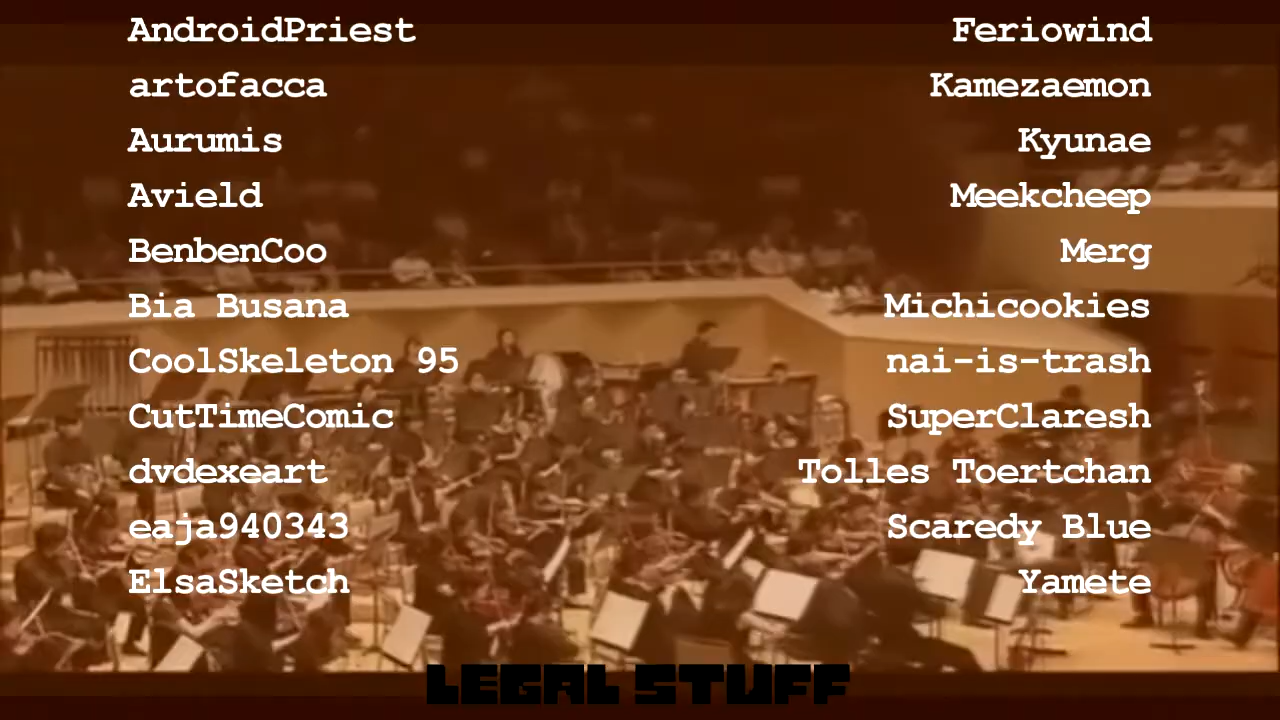 AndroidPriest Feriowind
artofacca Kamezaemon
Aurumis Kyunae
Avield Meekcheep
BenbenCoo Merg
Bia Busana Michicookies
CoolSkeleton 95 nai-is-trash
CutTimeComic SuperClaresh
dvdexeart Tolles Toertchan
eaja940343 Scaredy Blue
ElsaSketch Yamete
LEGAL STUFF